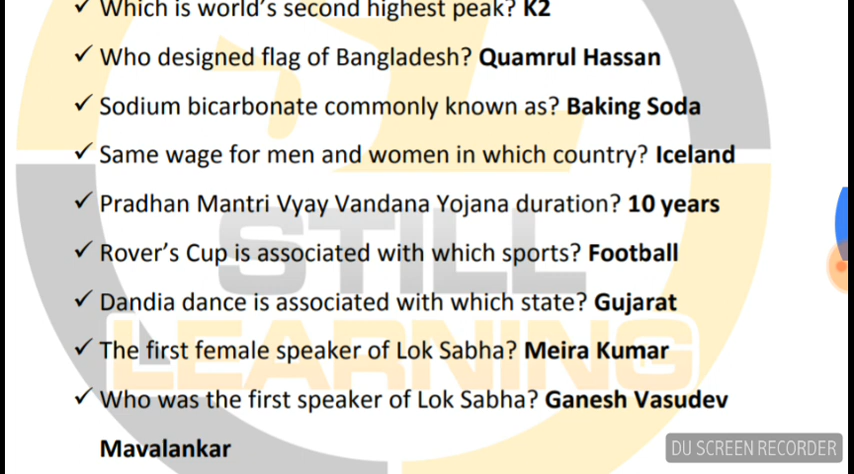 ✓ Which is world's second highest peak? K2
✓ Who designed flag of Bangladesh? Quamrul Hassan
✓ Sodium bicarbonate commonly known as? Baking Soda
✓ Same wage for men and women in which country? Iceland
✓ Pradhan Mantri Vyay Vandana Yojana duration? 10 years
✓ Rover's Cup is associated with which sports? Football
✓ Dandia dance is associated with which state? Gujarat
✓ The first female speaker of Lok Sabha? Meira Kumar
✓ Who was the first speaker of Lok Sabha? Ganesh Vasudev
Mavalankar
STILL
LEARNING
DU SCREEN RECORDER